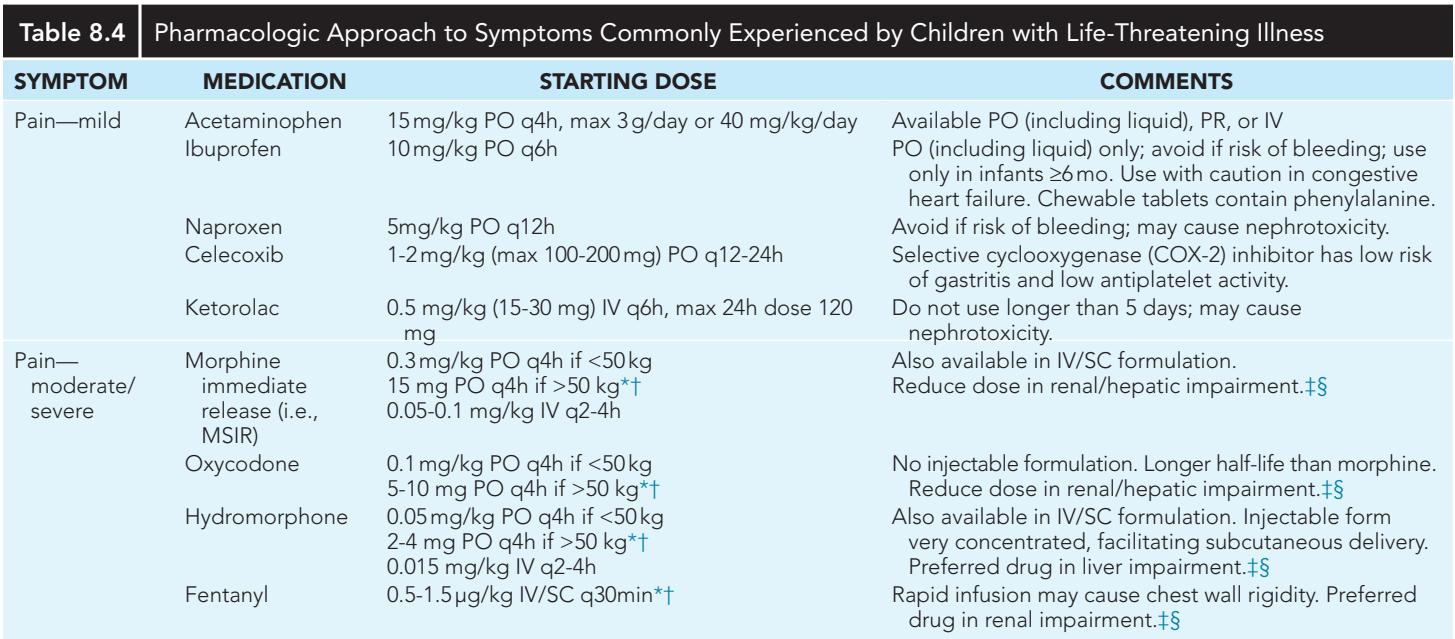 Table 8.4 Pharmacologic Approach to Symptoms Commonly Experienced by Children with Life-Threatening Illness
SYMPTOM MEDICATION STARTING DOSE COMMENTS
Pain—mild Acetaminophen 15 mg/kg PO q4h, max 3 g/day or 40 mg/kg/day Available PO (including liquid), PR, or IV
Ibuprofen 10 mg/kg PO q6h PO (including liquid) only; avoid if risk of bleeding; use
only in infants ≥6 mo. Use with caution in congestive
heart failure. Chewable tablets contain phenylalanine.
Naproxen 5mg/kg PO q12h Avoid if risk of bleeding; may cause nephrotoxicity.
Celecoxib 1-2 mg/kg (max 100-200 mg) PO q12-24h Selective cyclooxygenase (COX-2) inhibitor has low risk
of gastritis and low antiplatelet activity.
Ketorolac 0.5 mg/kg (15-30 mg) IV q6h, max 24h dose 120 Do not use longer than 5 days; may cause
mg nephrotoxicity.
Pain— Morphine 0.3 mg/kg PO q4h if <50 kg Also available in IV/SC formulation.
moderate/ immediate 15 mg PO q4h if >50 kg*† Reduce dose in renal/hepatic impairment.‡§
severe release (i.e., 0.05-0.1 mg/kg IV q2-4h
MSIR)
Oxycodone 0.1 mg/kg PO q4h if <50 kg No injectable formulation. Longer half-life than morphine.
5-10 mg PO q4h if >50 kg*† Reduce dose in renal/hepatic impairment.‡§
Hydromorphone 0.05 mg/kg PO q4h if <50 kg Also available in IV/SC formulation. Injectable form
2-4 mg PO q4h if >50 kg*† very concentrated, facilitating subcutaneous delivery.
0.015 mg/kg IV q2-4h Preferred drug in liver impairment.‡§
Fentanyl 0.5-1.5 µg/kg IV/SC q30min*† Rapid infusion may cause chest wall rigidity. Preferred
drug in renal impairment.‡§